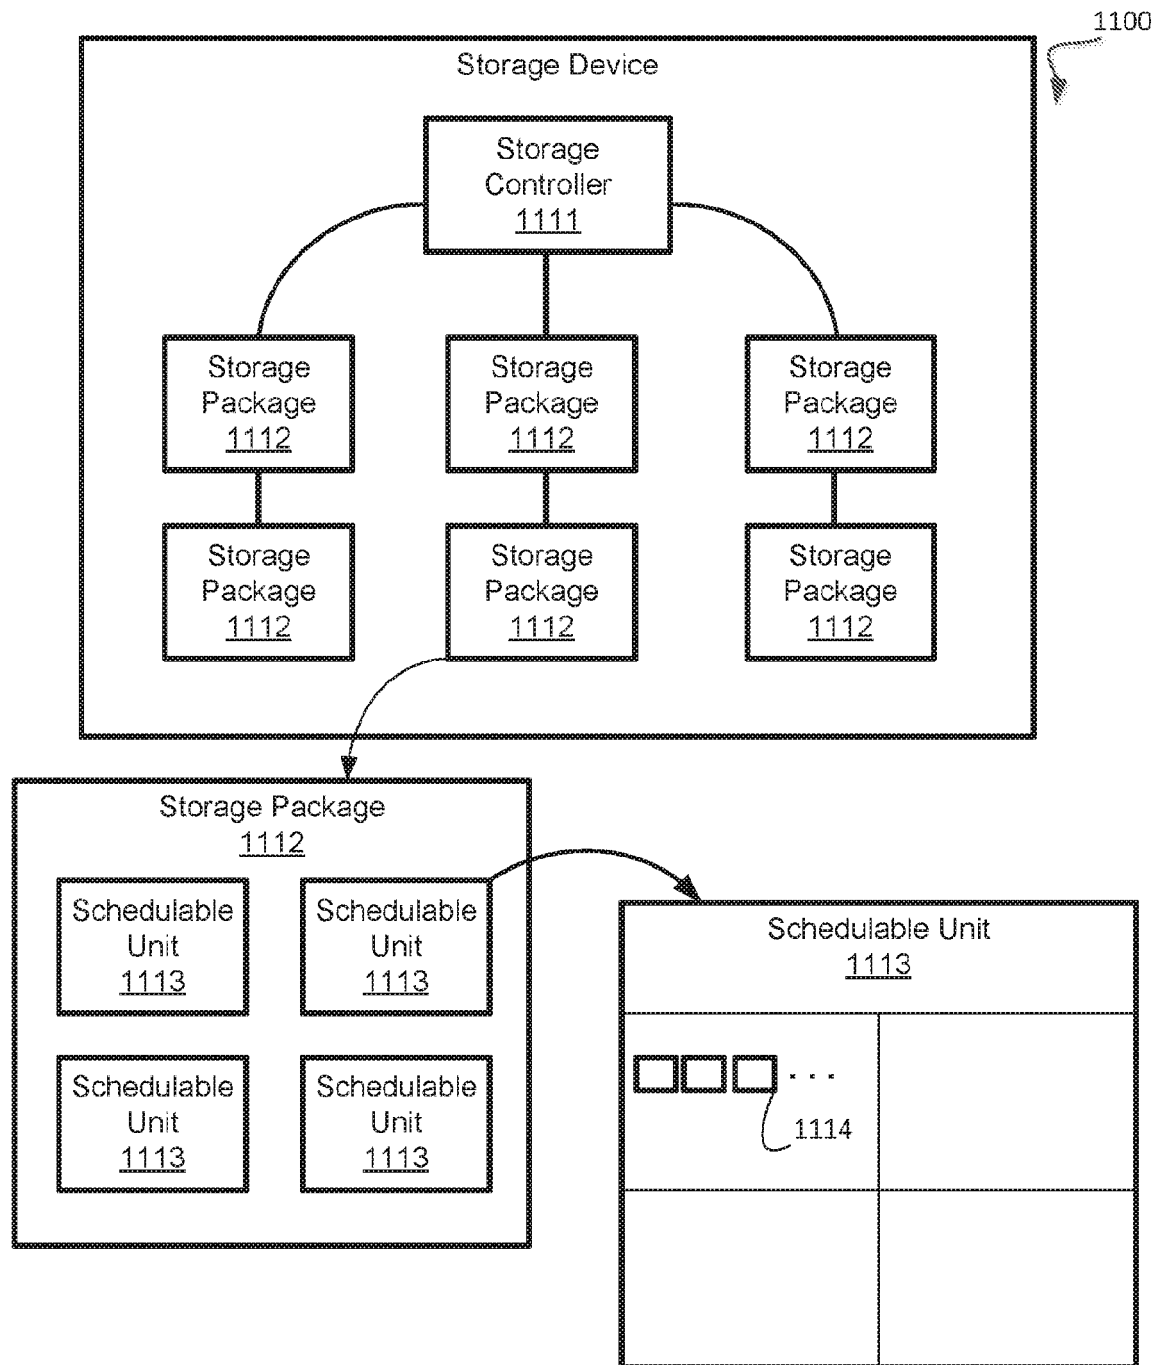 1100
Storage Device
Storage
Controller
1111
Storage
Package
1112
Storage
Package
1112
Storage
Package
1112
Storage
Package
1112
Storage
Package
1112
Storage
Package
1112
Storage Package
1112
Schedulable
Unit
1113
Schedulable
Unit
1113
Schedulable
Unit
1113
Schedulable
Unit
1113
Schedulable Unit
1113
. . .
1114